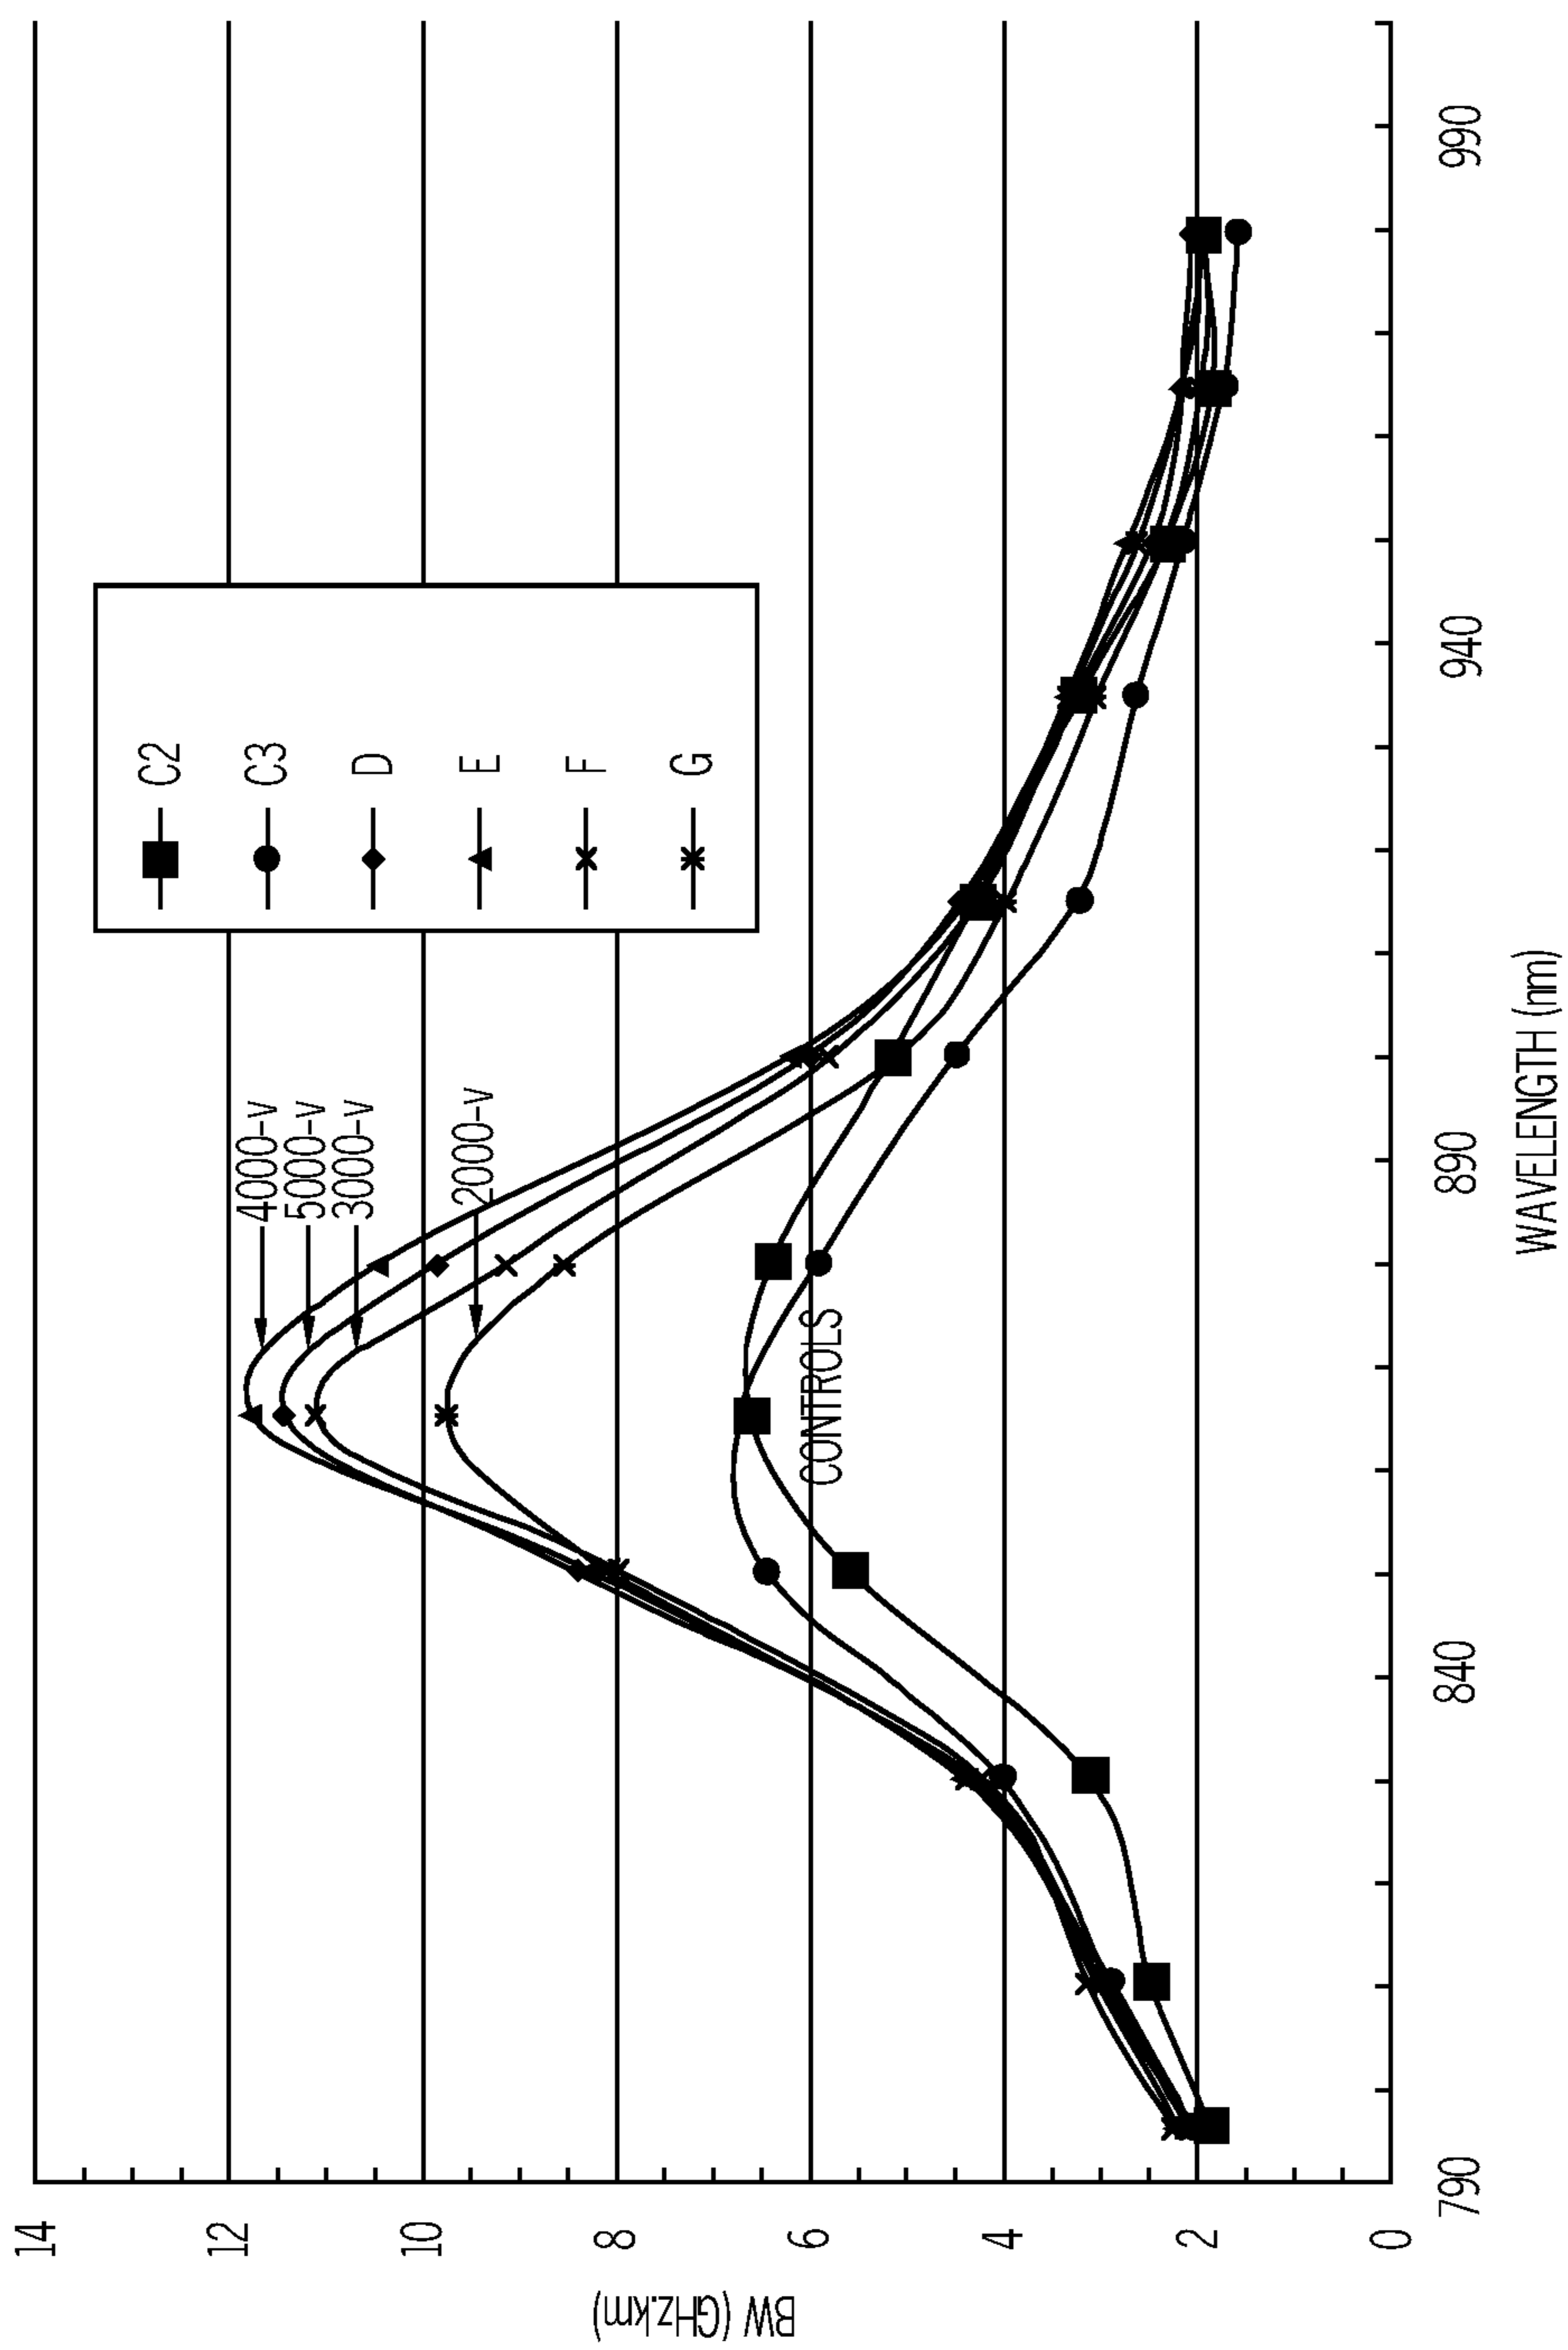 BW (GHz.km)
14
12
10
8
6
4
2
0
4000-v
5000-v
3000-v
2000-v
CONTROLS
C2
C3
D
E
F
G
790
840
890
940
990
WAVELENGTH (nm)